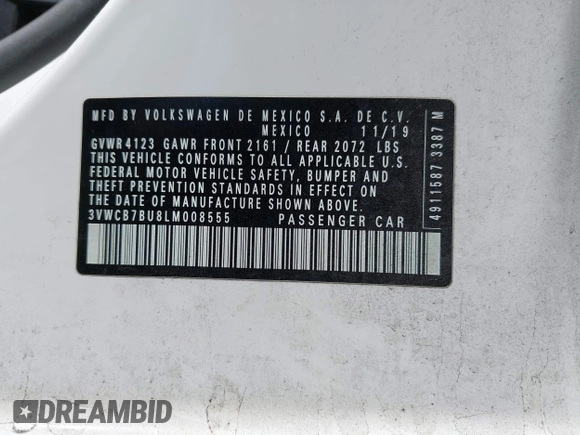 MFD BY VOLKSWAGEN DE MEXICO S.A. DE C.V.
MEXICO 11/19
GVWR 4123 GAWR FRONT 2161 / REAR 2072 LBS
THIS VEHICLE CONFORMS TO ALL APPLICABLE U.S.
FEDERAL MOTOR VEHICLE SAFETY, BUMPER AND
THEFT PREVENTION STANDARDS IN EFFECT ON THE
DATE OF MANUFACTURE SHOWN ABOVE.
3VWCB7BU8LM008555 PASSENGER CAR
4911587 3387 M
DREAMBID